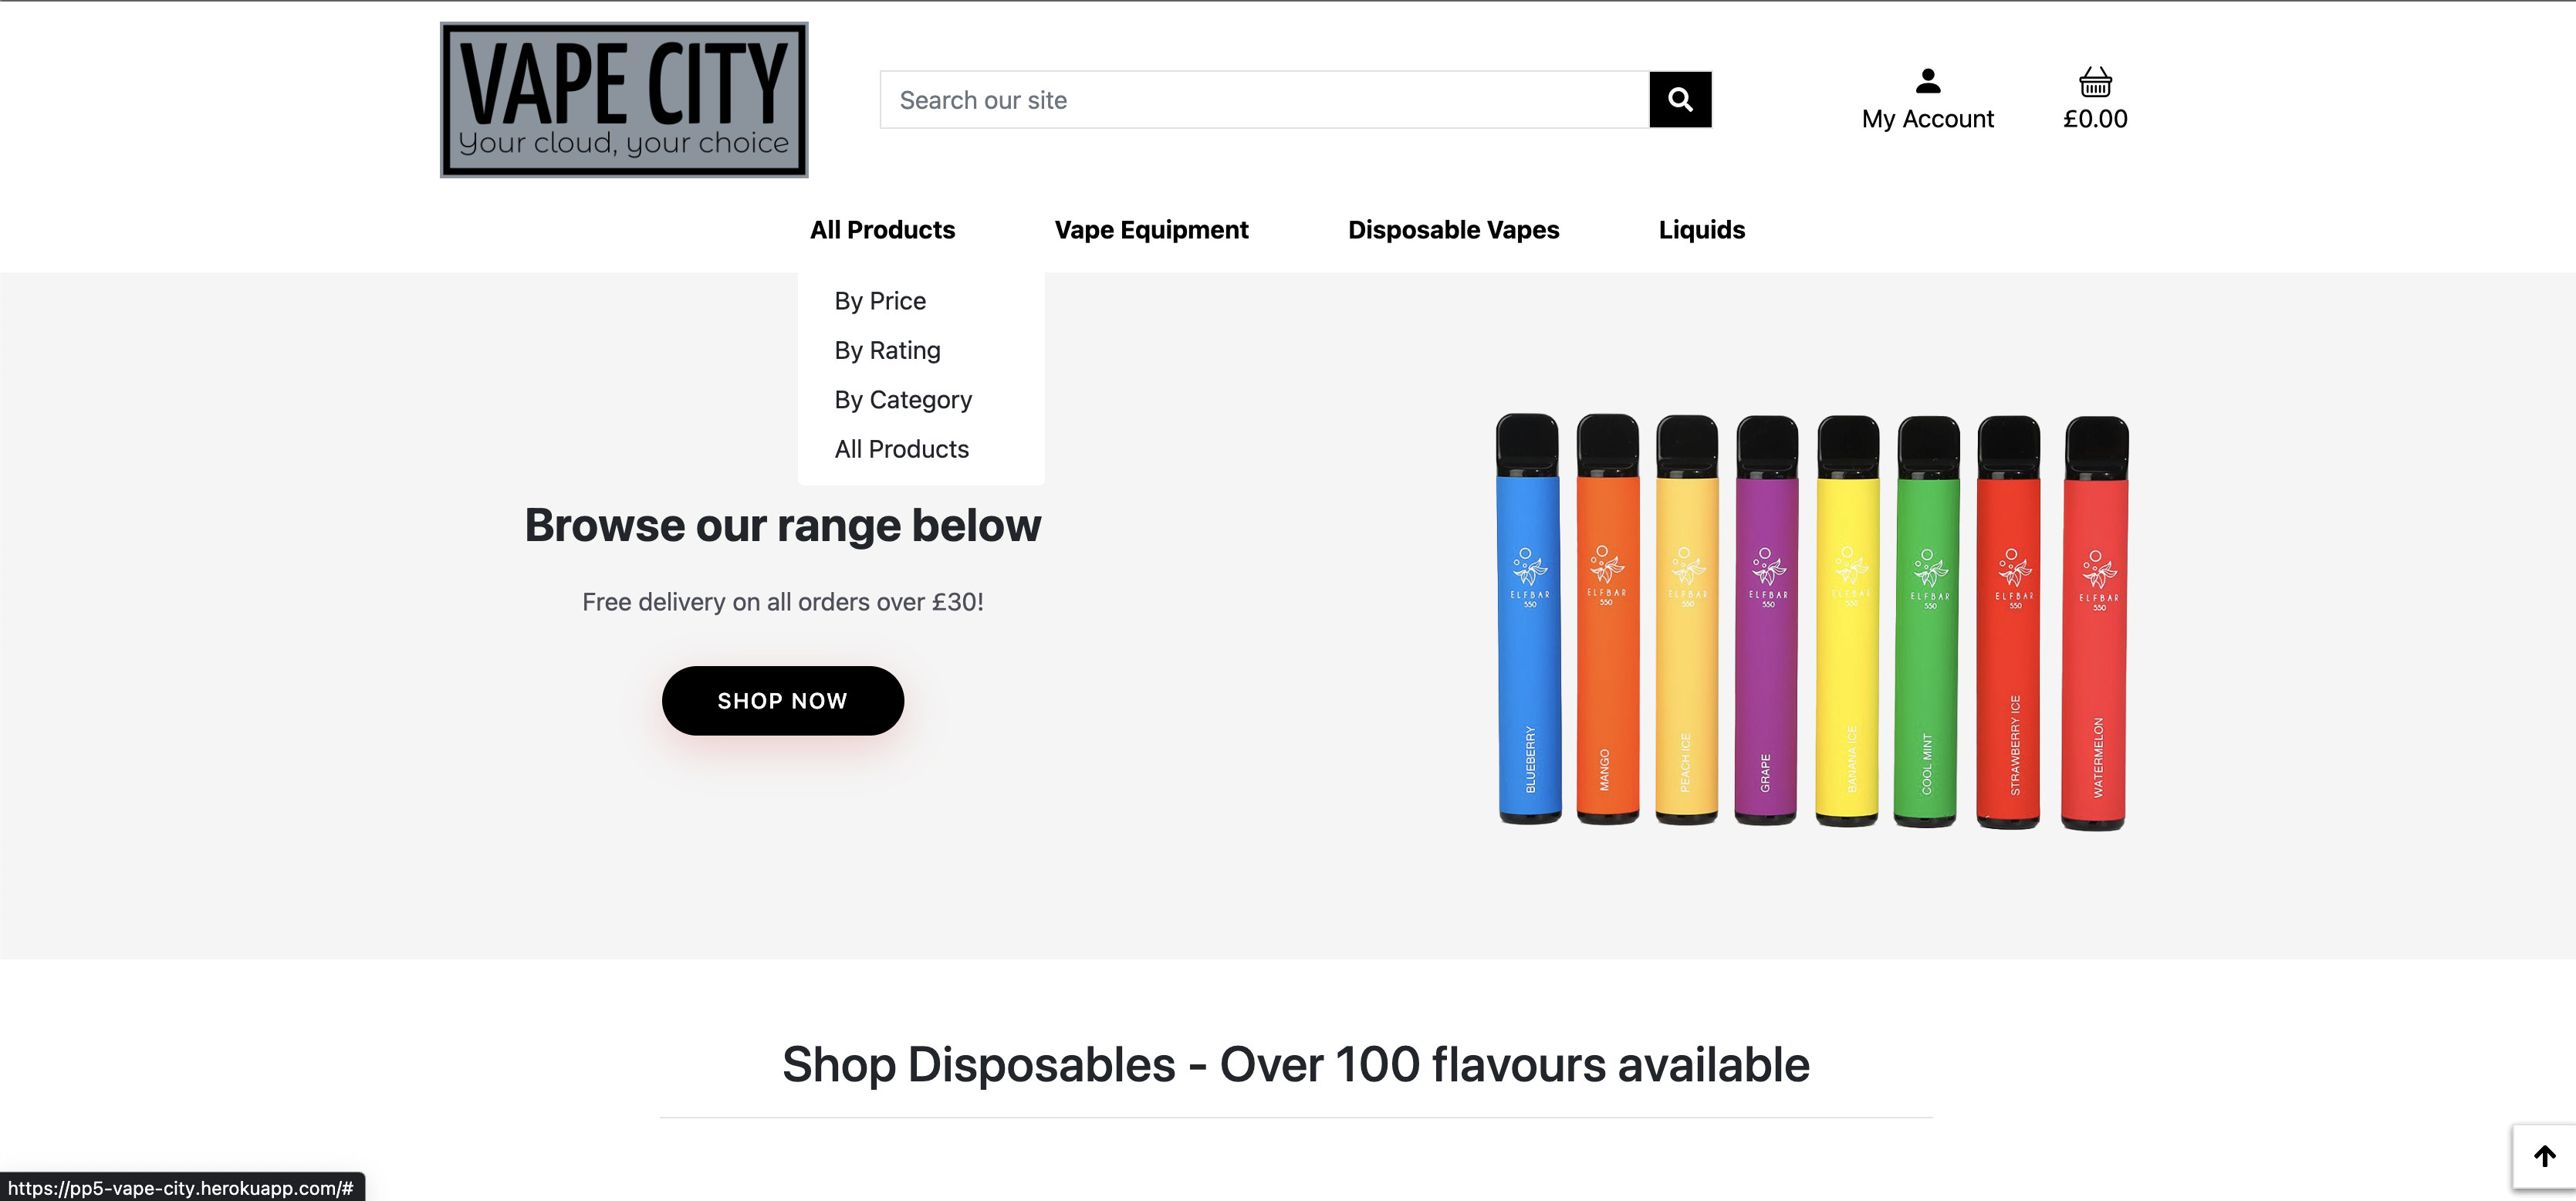 VAPE CITY
Your cloud, your choice
Search our site
My Account
£0.00
All Products
Vape Equipment
Disposable Vapes
Liquids
By Price
By Rating
By Category
All Products
Browse our range below
Free delivery on all orders over £30!
SHOP NOW
ELFBAR
550
BLUEBERRY
ELFBAR
550
MANGO
ELFBAR
550
PEACH ICE
ELFBAR
550
GRAPE
ELFBAR
550
BANANA ICE
ELFBAR
550
COOL MINT
ELFBAR
550
STRAWBERRY ICE
ELFBAR
550
WATERMELON
Shop Disposables - Over 100 flavours available
https://pp5-vape-city.herokuapp.com/#